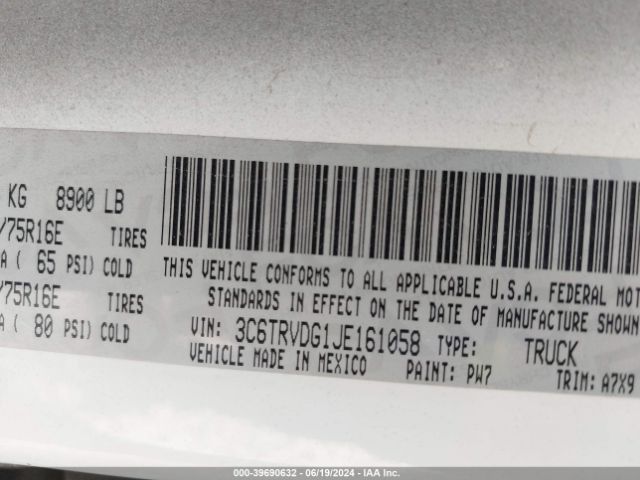 KG 8900 LB
/75R16E TIRES
A ( 65 PSI) COLD
/75R16E TIRES
A ( 80 PSI) COLD
THIS VEHICLE CONFORMS TO ALL APPLICABLE U.S.A. FEDERAL MOT
STANDARDS IN EFFECT ON THE DATE OF MANUFACTURE SHOWN
VIN: 3C6TRVDG1JE161058 TYPE: TRUCK
VEHICLE MADE IN MEXICO PAINT: PW7 TRIM: A7X9
000-39690632 - 06/19/2024 - IAA Inc.